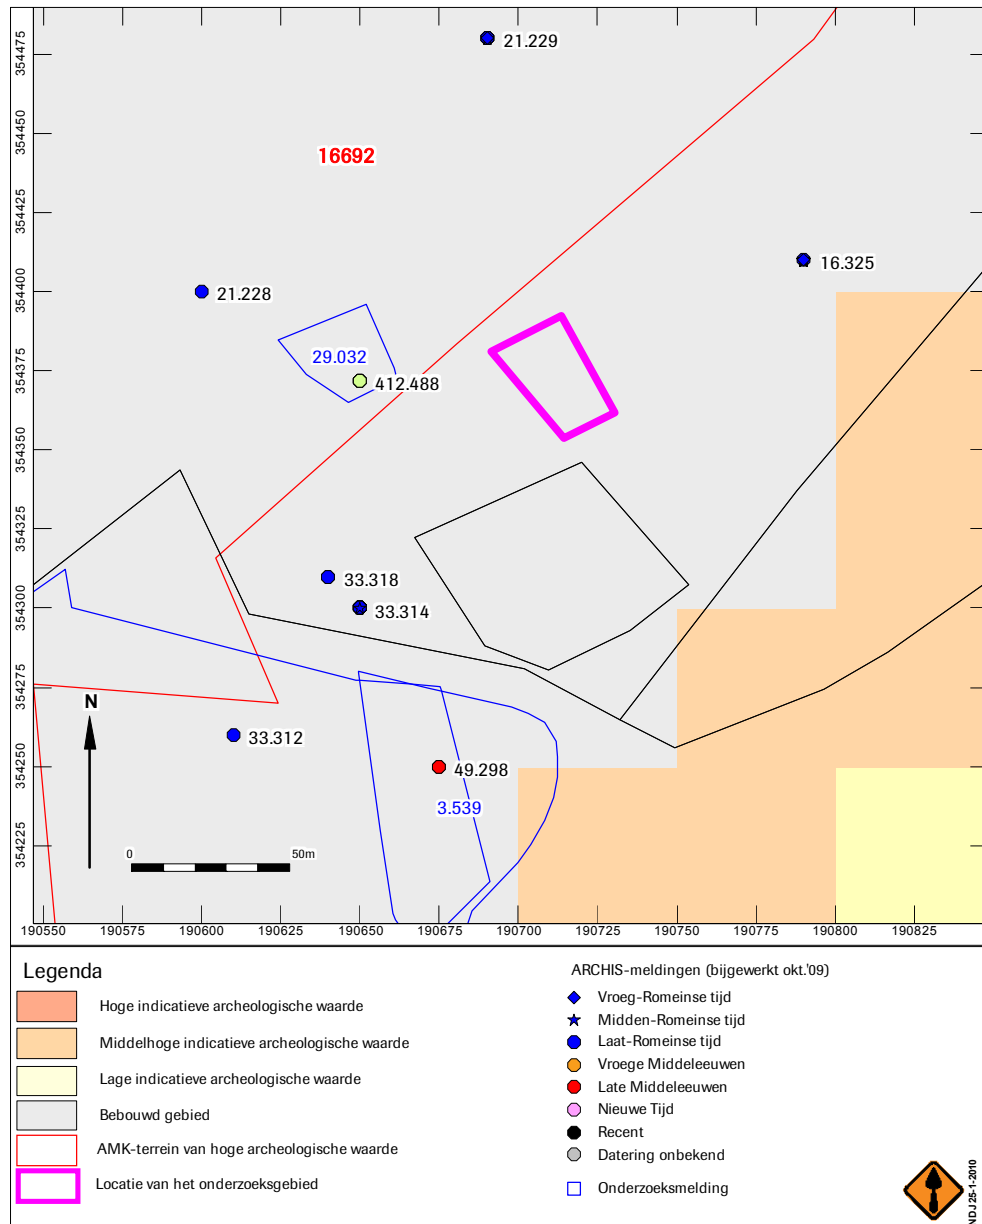 354475
354450
354425
354400
354375
354350
354325
354300
354275
354250
354225
21.229
16692
16.325
21.228
29.032
412.488
33.318
33.314
N
33.312
49.298
3.539
0 50m
190550 190575 190600 190625 190650 190675 190700 190725 190750 190775 190800 190825
Legenda
Hoge indicatieve archeologische waarde
Middelhoge indicatieve archeologische waarde
Lage indicatieve archeologische waarde
Bebouwd gebied
AMK-terrein van hoge archeologische waarde
Locatie van het onderzoeksgebied
ARCHIS-meldingen (bijgewerkt okt.'09)
Vroeg-Romeinse tijd
Midden-Romeinse tijd
Laat-Romeinse tijd
Vroege Middeleeuwen
Late Middeleeuwen
Nieuwe Tijd
Recent
Datering onbekend
Onderzoeksmelding
NDJ 25-1-2010